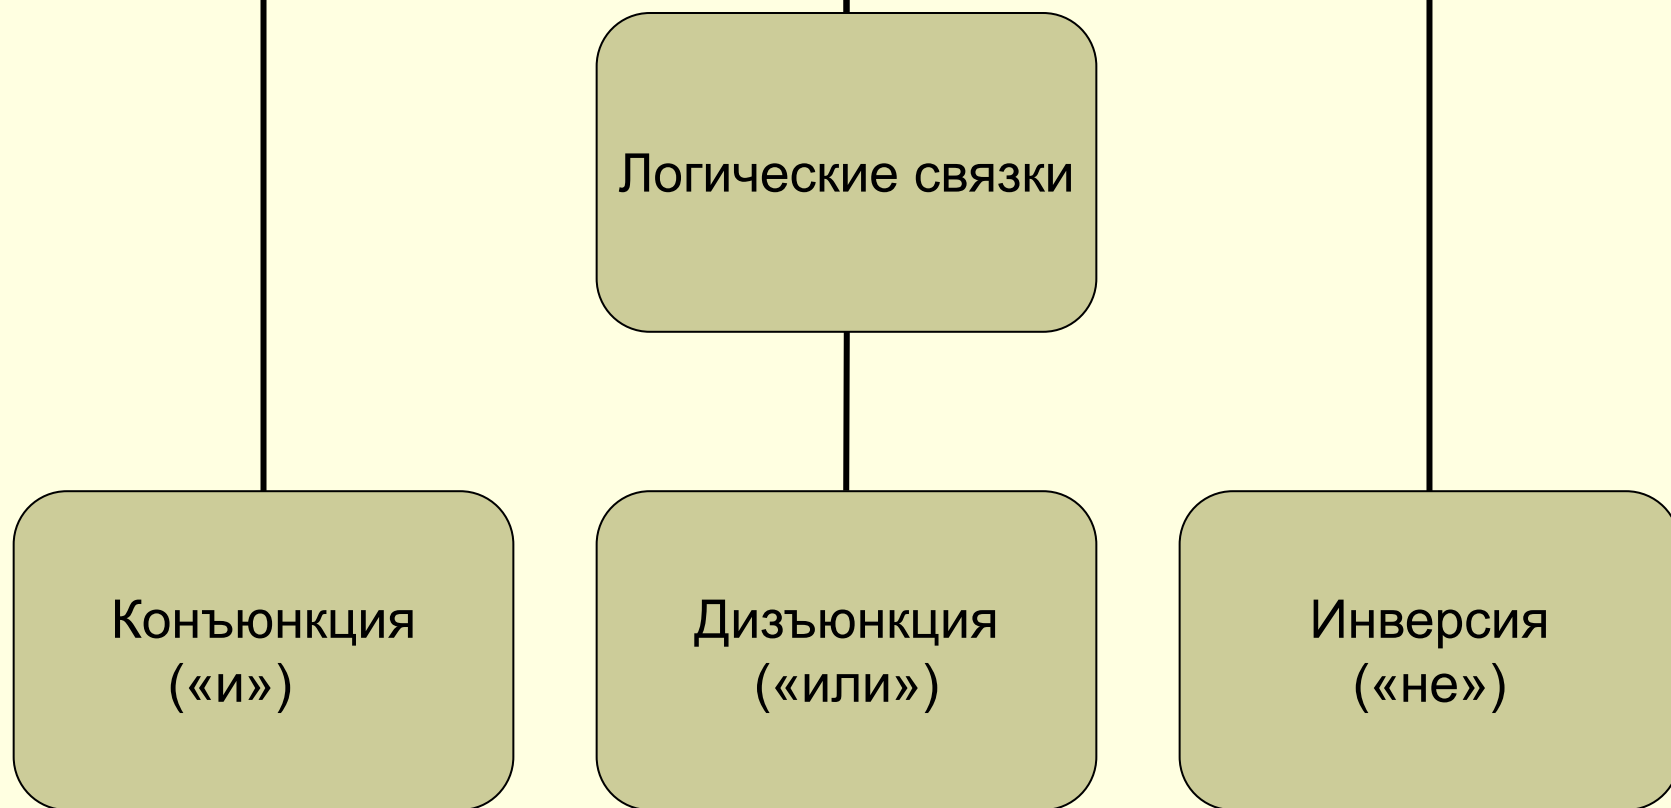 Логические связки
Конъюнкция
(«и»)
Дизъюнкция
(«или»)
Инверсия
(«не»)